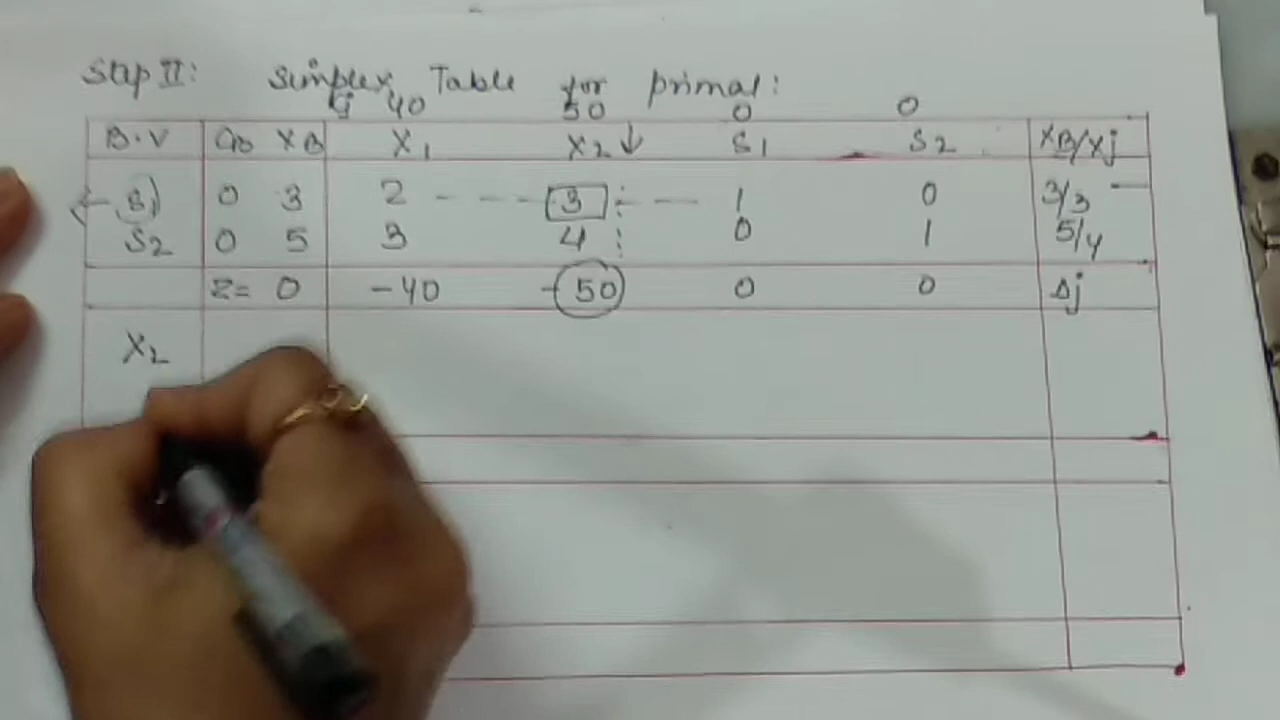 Step II: Simplex Table for primal:
Cj 40 50 0 0
B.V CB XB X1 X2 ↓ S1 S2 XB/Xj
← S1 0 3 2 3 1 0 3/3
S2 0 5 3 4 0 1 5/4
Z= 0 -40 -50 0 0 Δj
X2